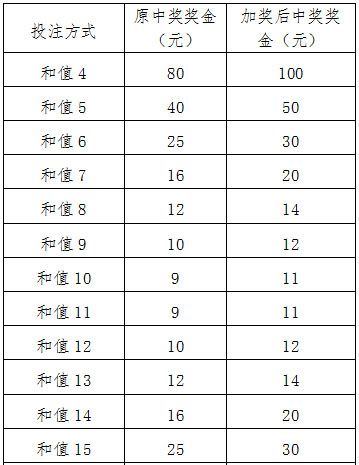 投注方式 原中奖奖金（元） 加奖后中奖奖金（元）
和值 4 80 100
和值 5 40 50
和值 6 25 30
和值 7 16 20
和值 8 12 14
和值 9 10 12
和值 10 9 11
和值 11 9 11
和值 12 10 12
和值 13 12 14
和值 14 16 20
和值 15 25 30